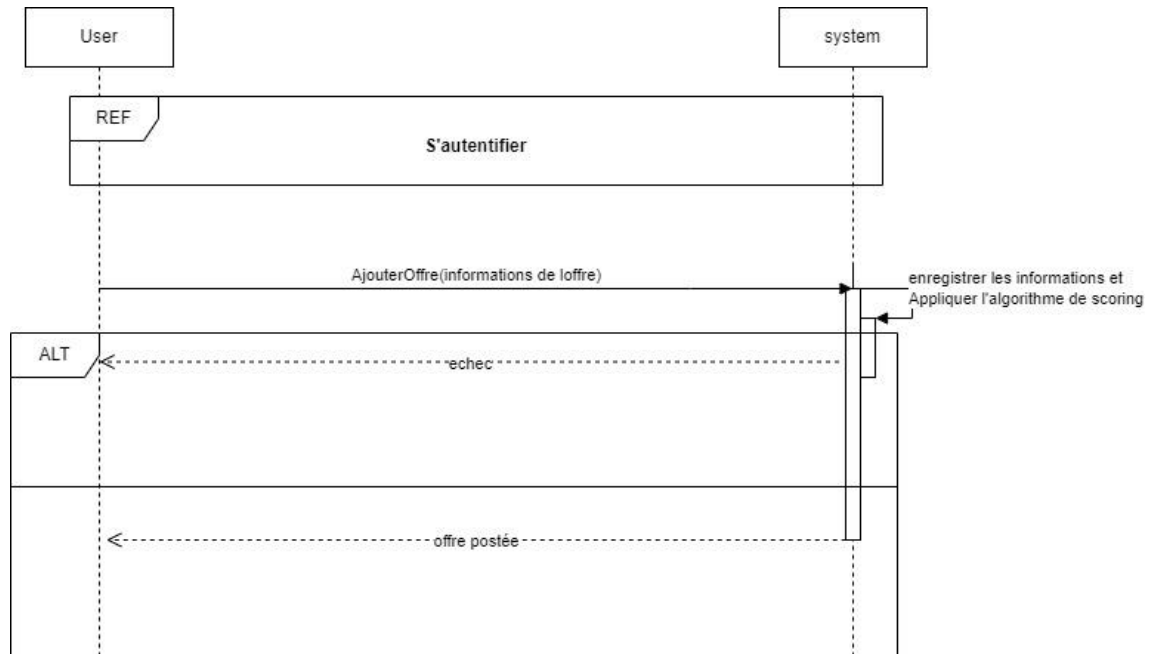 User
system
REF
S'autentifier
AjouterOffre(informations de loffre)
enregistrer les informations et
Appliquer l'algorithme de scoring
ALT
echec
offre postée